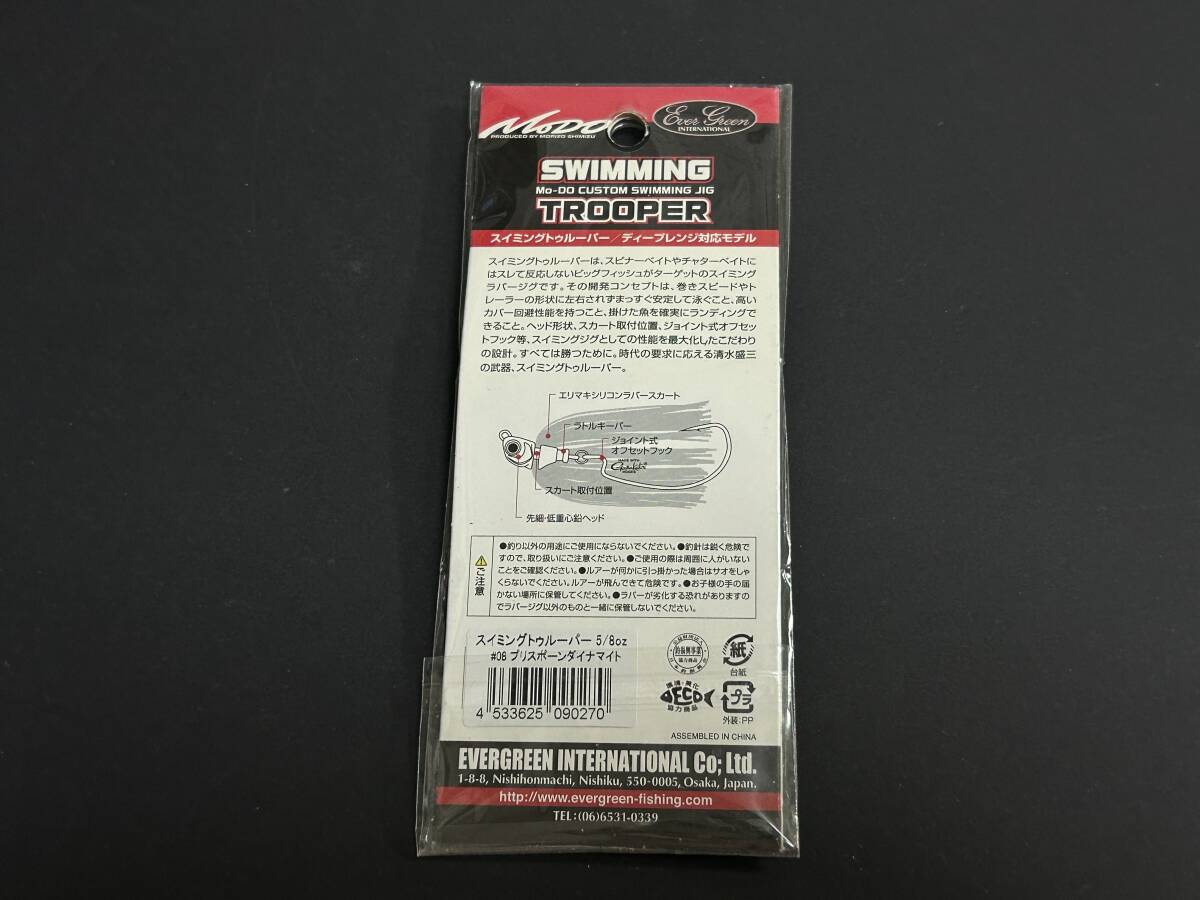 MoDO
PRODUCED BY MORIZO SHIMIZU
Ever Green
INTERNATIONAL
SWIMMING
Mo-DO CUSTOM SWIMMING JIG
TROOPER
スイミングトゥルーパー/ディープレンジ対応モデル
スイミングトゥルーパーは、スピナーベイトやチャターベイトに
はスレて反応しないビッグフィッシュがターゲットのスイミング
ラバージグです。その開発コンセプトは、巻きスピードやト
レーラーの形状に左右されずまっすぐ安定して泳ぐこと、高い
カバー回避性能を持つこと、掛けた魚を確実にランディングで
きること。ヘッド形状、スカート取付位置、ジョイント式オフセッ
トフック等、スイミングジグとしての性能を最大化したこだわり
の設計。すべては勝つために。時代の要求に応える清水盛三
の武器、スイミングトゥルーパー。
エリマキシリコンラバースカート
ラトルキーパー
ジョイント式
オフセットフック
MADE WITH
Gamakatsu
HOOKS
スカート取付位置
先細・低重心鉛ヘッド
ご注意
●釣り以外の用途にご使用にならないでください。●釣針は鋭く危険で
すので、取り扱いにご注意ください。●ご使用の際は周囲に人がいない
ことをご確認ください。●ルアーが何かに引っ掛かった場合はサオをしゃ
くらないでください。ルアーが飛んできて危険です。●お子様の手の届
かない場所に保管してください。●ラバーが劣化する恐れがありますの
でラバージグ以外のものと一緒に保管しないでください。
スイミングトゥルーパー 5/8oz
#06 プリスポーンダイナマイト
4 533625 090270
紙
台紙
環境・美化
ECO
協力商品
プラ
外装:PP
ASSEMBLED IN CHINA
EVERGREEN INTERNATIONAL Co; Ltd.
1-8-8, Nishihonmachi, Nishiku, 550-0005, Osaka, Japan.
http://www.evergreen-fishing.com
TEL:(06)6531-0339